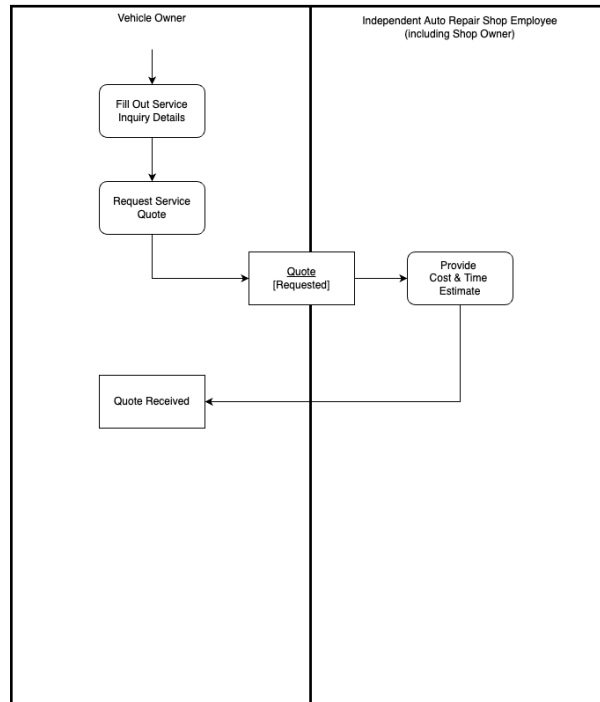 Vehicle Owner
Independent Auto Repair Shop Employee
(including Shop Owner)
Fill Out Service
Inquiry Details
Request Service
Quote
Quote
[Requested]
Provide
Cost & Time
Estimate
Quote Received